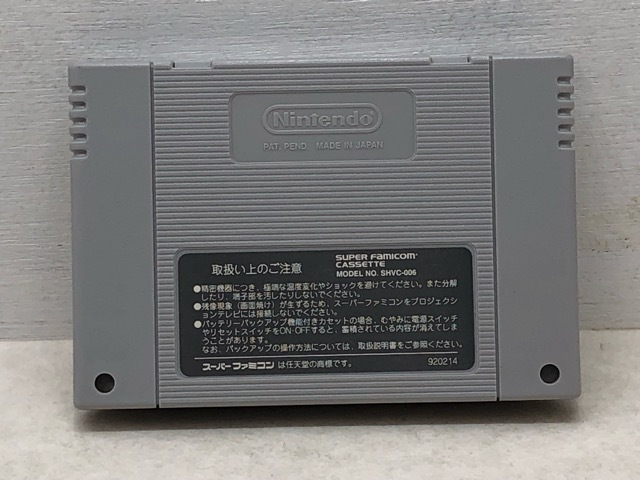 Nintendo
PAT. PEND. MADE IN JAPAN
取扱い上のご注意
SUPER FAMICOM
CASSETTE
MODEL NO. SHVC-006
●精密機器につき、極端な温度変化やショックを避けてください。また分解
したり、端子部を汚したりしないでください。
●残像現象（画面焼け）が生ずるため、スーパーファミコンをプロジェクシ
ョンテレビには接続しないでください。
●バッテリーバックアップ機能付きカセットの場合、むやみに電源スイッチ
やリセットスイッチをON・OFFすると、蓄積されている内容が消えてしま
うことがあります。
なお、バックアップの操作方法については、取扱説明書をご参照ください。
スーパーファミコン は任天堂の商標です。
920214